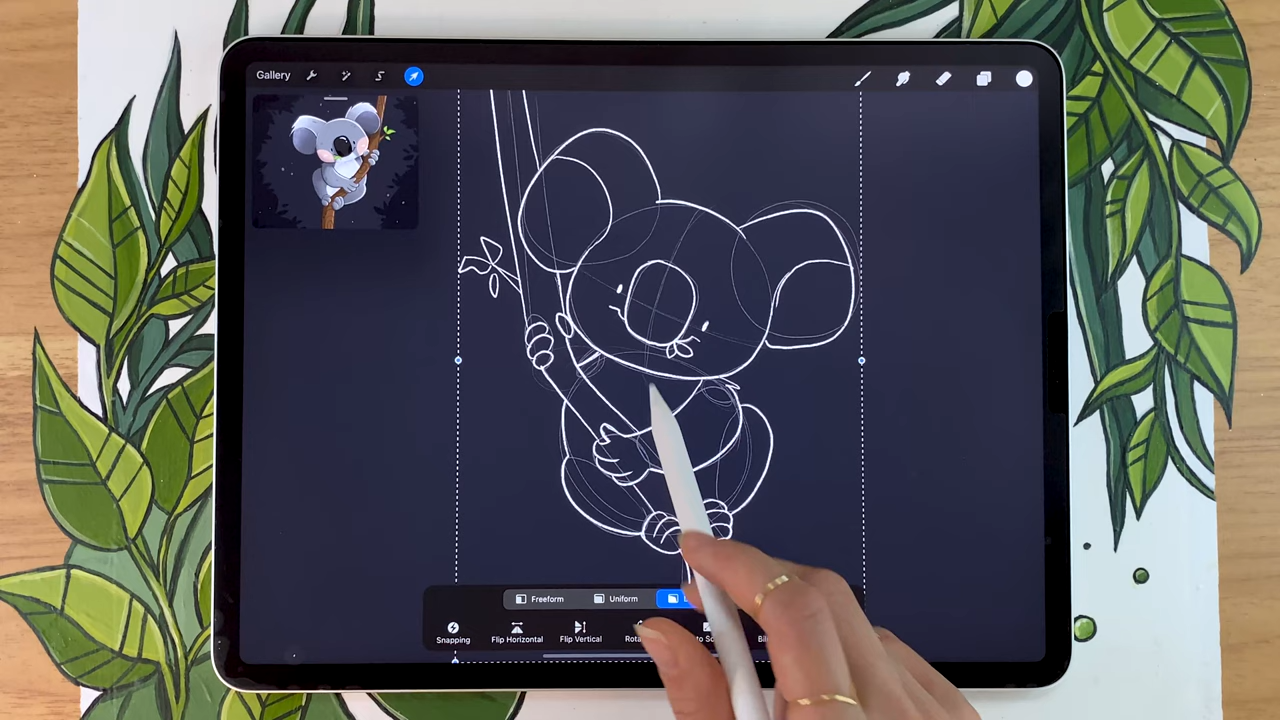 Gallery
Freeform
Uniform
Snapping
Flip Horizontal
Flip Vertical